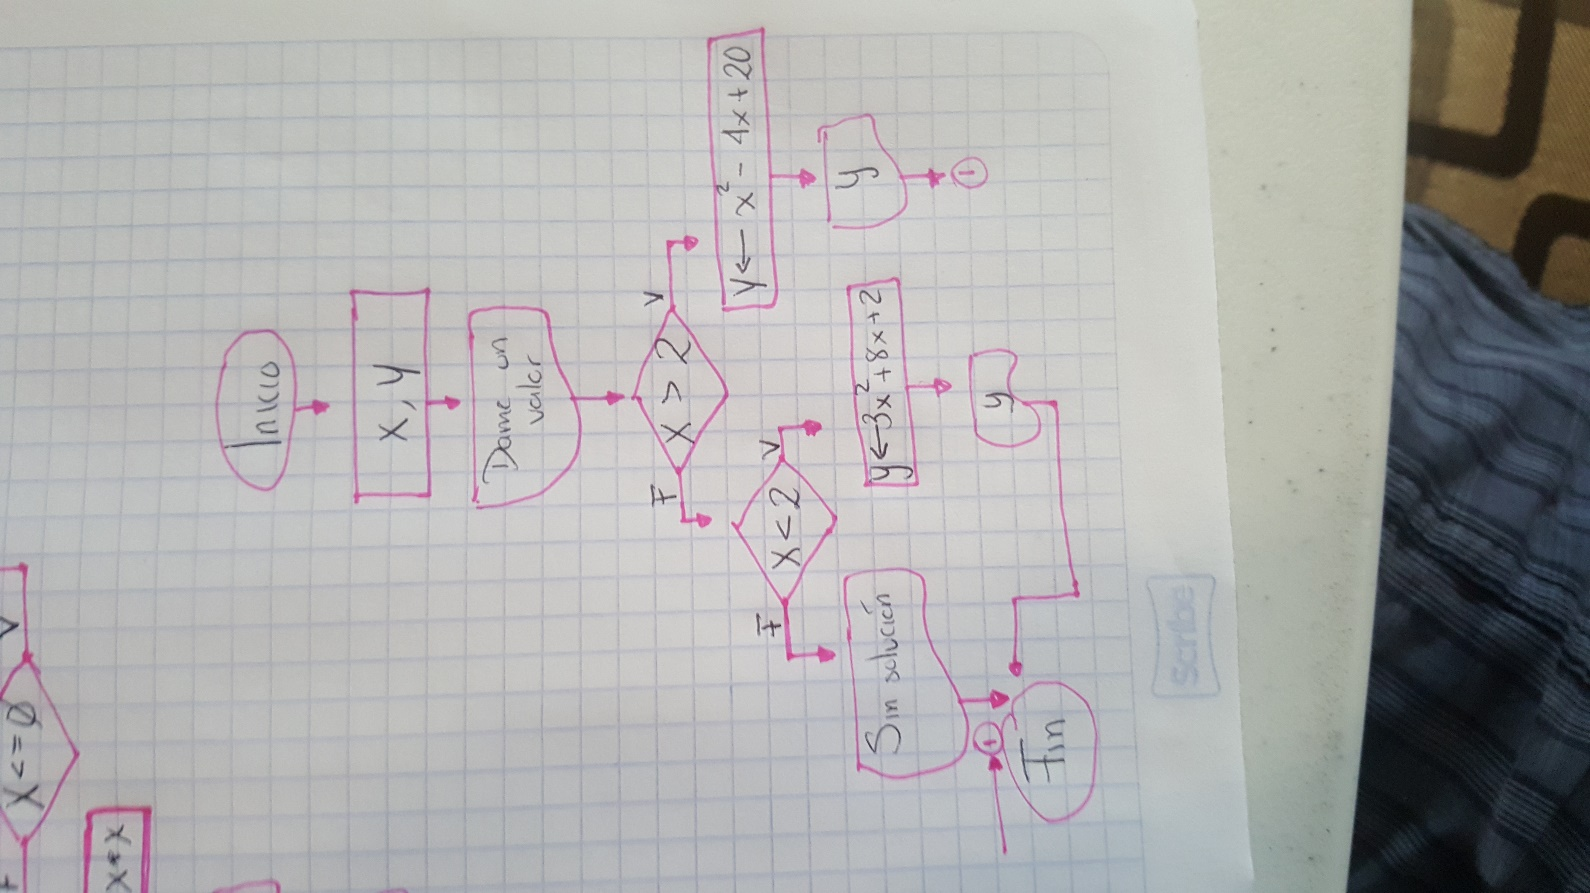 Inicio
x, y
Dame un
valor
x > 2
F
V
y ← x² - 4x + 20
y
1
x < 2
F
V
y ← 3x² + 8x + 2
y
Sin solución
1
Fin
V
x <= 0
x*x
Scribe